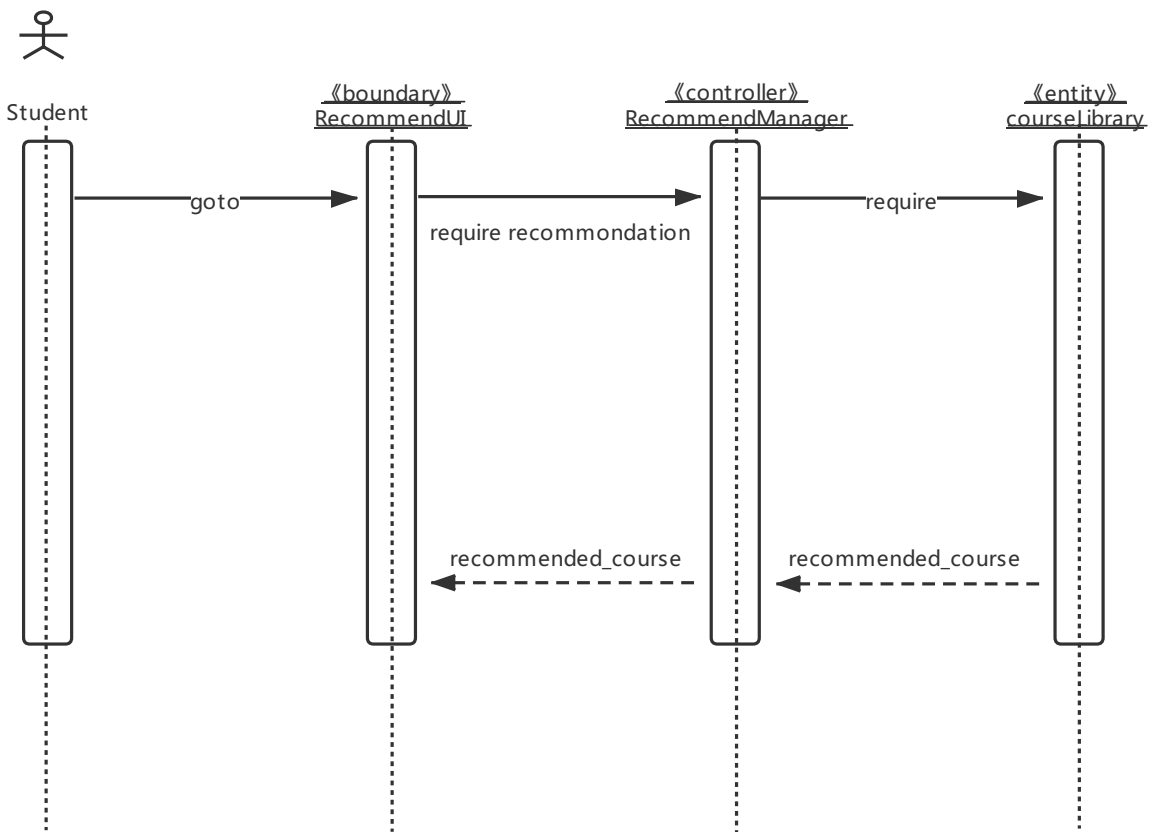 Student
《boundary》
RecommendUI
《controller》
RecommendManager
《entity》
courseLibrary
goto
require recommondation
require
recommended_course
recommended_course